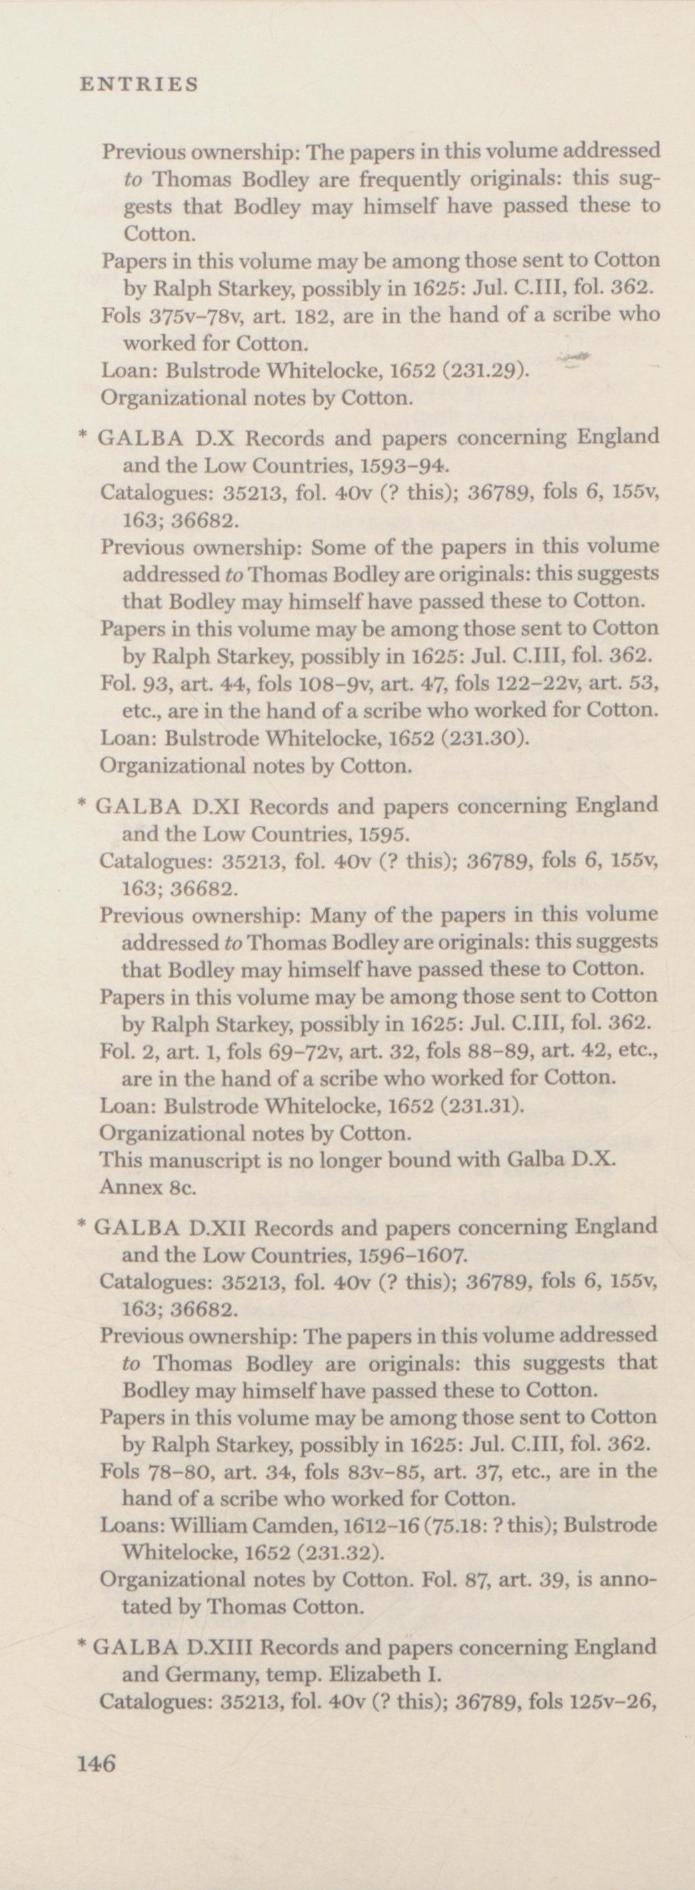 ENTRIES
Previous ownership: The papers in this volume addressed
to Thomas Bodley are frequently originals: this sug-
gests that Bodley may himself have passed these to
Cotton.
Papers in this volume may be among those sent to Cotton
by Ralph Starkey, possibly in 1625: Jul. C.III, fol. 362.
Fols 375v–78v, art. 182, are in the hand of a scribe who
worked for Cotton.
Loan: Bulstrode Whitelocke, 1652 (231.29).
Organizational notes by Cotton.
* GALBA D.X Records and papers concerning England
and the Low Countries, 1593–94.
Catalogues: 35213, fol. 40v (? this); 36789, fols 6, 155v,
163; 36682.
Previous ownership: Some of the papers in this volume
addressed to Thomas Bodley are originals: this suggests
that Bodley may himself have passed these to Cotton.
Papers in this volume may be among those sent to Cotton
by Ralph Starkey, possibly in 1625: Jul. C.III, fol. 362.
Fol. 93, art. 44, fols 108–9v, art. 47, fols 122–22v, art. 53,
etc., are in the hand of a scribe who worked for Cotton.
Loan: Bulstrode Whitelocke, 1652 (231.30).
Organizational notes by Cotton.
* GALBA D.XI Records and papers concerning England
and the Low Countries, 1595.
Catalogues: 35213, fol. 40v (? this); 36789, fols 6, 155v,
163; 36682.
Previous ownership: Many of the papers in this volume
addressed to Thomas Bodley are originals: this suggests
that Bodley may himself have passed these to Cotton.
Papers in this volume may be among those sent to Cotton
by Ralph Starkey, possibly in 1625: Jul. C.III, fol. 362.
Fol. 2, art. 1, fols 69–72v, art. 32, fols 88–89, art. 42, etc.,
are in the hand of a scribe who worked for Cotton.
Loan: Bulstrode Whitelocke, 1652 (231.31).
Organizational notes by Cotton.
This manuscript is no longer bound with Galba D.X.
Annex 8c.
* GALBA D.XII Records and papers concerning England
and the Low Countries, 1596–1607.
Catalogues: 35213, fol. 40v (? this); 36789, fols 6, 155v,
163; 36682.
Previous ownership: The papers in this volume addressed
to Thomas Bodley are originals: this suggests that
Bodley may himself have passed these to Cotton.
Papers in this volume may be among those sent to Cotton
by Ralph Starkey, possibly in 1625: Jul. C.III, fol. 362.
Fols 78–80, art. 34, fols 83v–85, art. 37, etc., are in the
hand of a scribe who worked for Cotton.
Loans: William Camden, 1612–16 (75.18: ? this); Bulstrode
Whitelocke, 1652 (231.32).
Organizational notes by Cotton. Fol. 87, art. 39, is anno-
tated by Thomas Cotton.
* GALBA D.XIII Records and papers concerning England
and Germany, temp. Elizabeth I.
Catalogues: 35213, fol. 40v (? this); 36789, fols 125v–26,
146